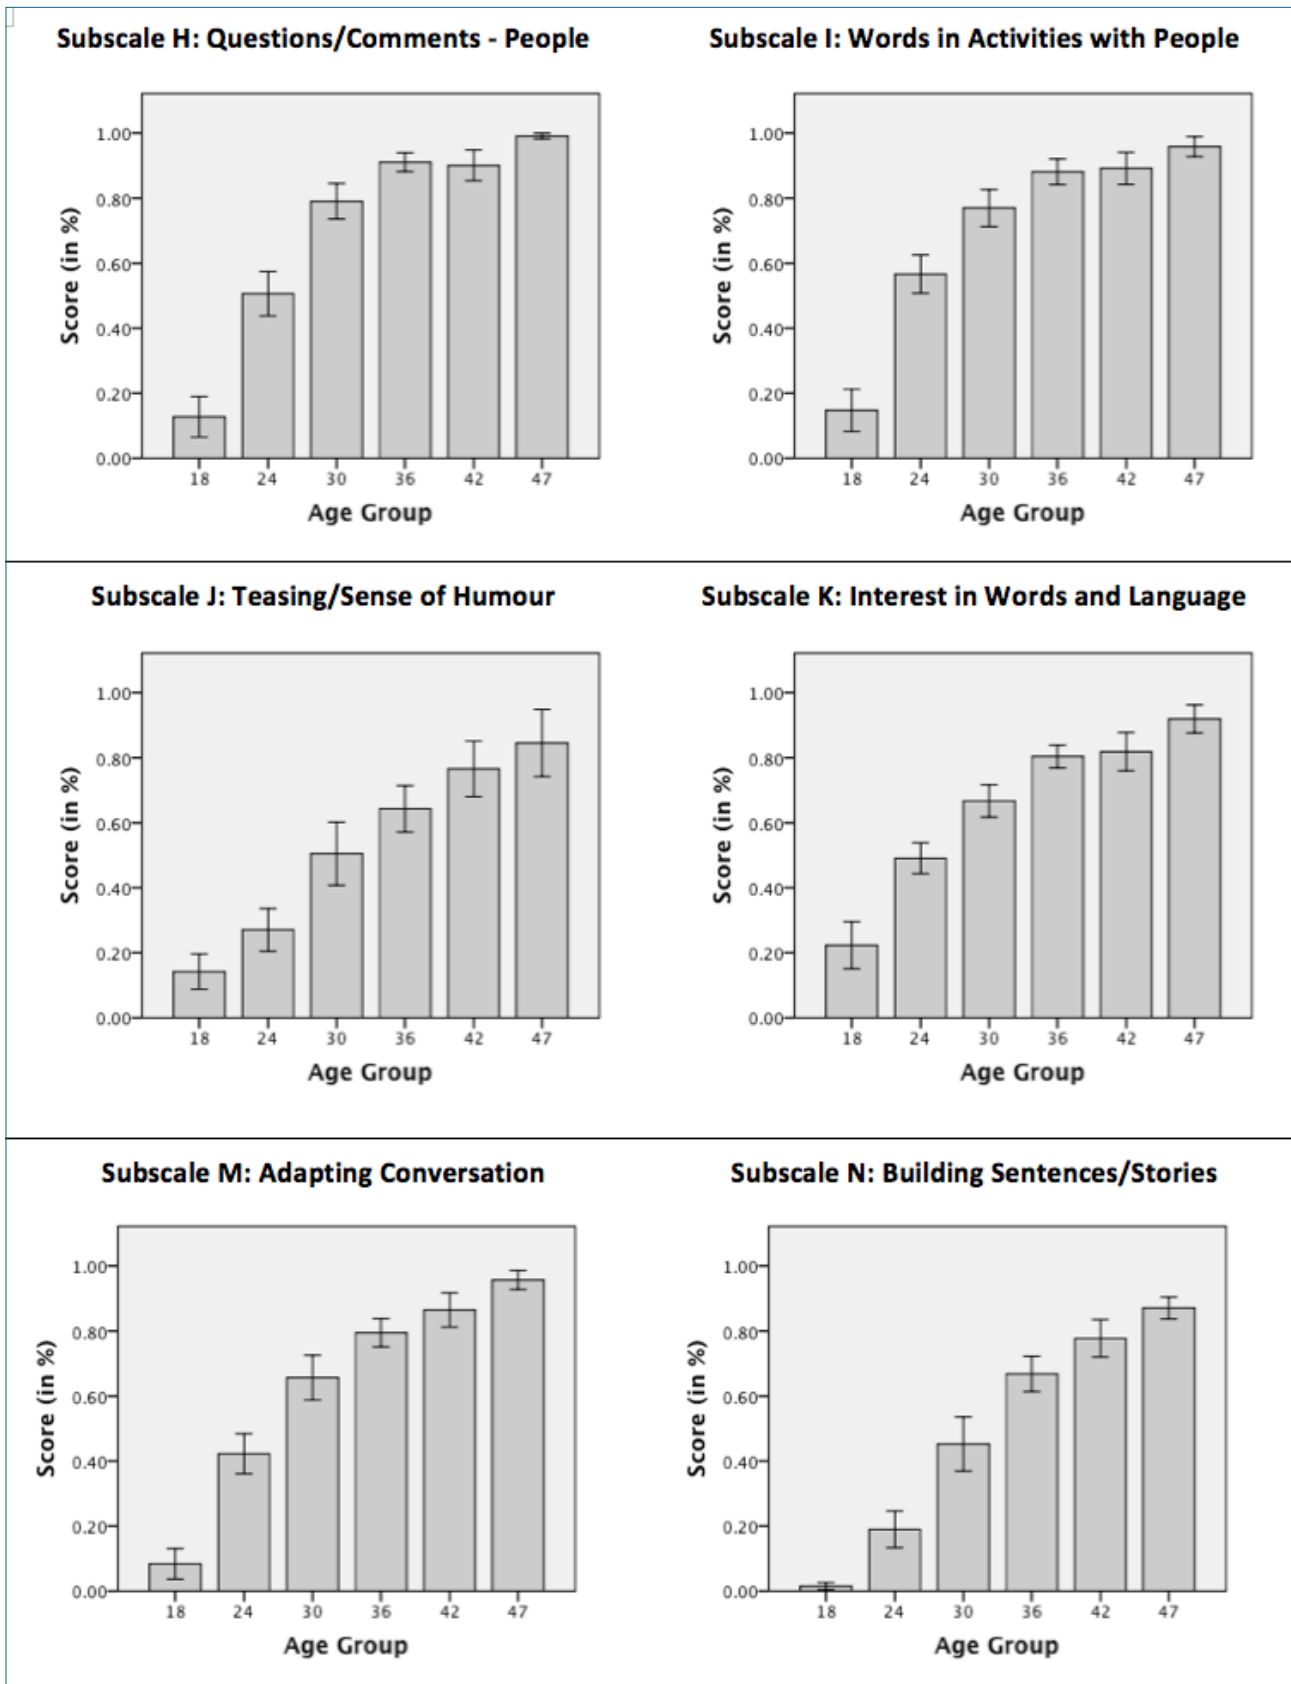 Subscale H: Questions/Comments - People
Score (in %)
1.00
0.80
0.60
0.40
0.20
0.00
18 24 30 36 42 47
Age Group
Subscale I: Words in Activities with People
Score (in %)
1.00
0.80
0.60
0.40
0.20
0.00
18 24 30 36 42 47
Age Group
Subscale J: Teasing/Sense of Humour
Score (in %)
1.00
0.80
0.60
0.40
0.20
0.00
18 24 30 36 42 47
Age Group
Subscale K: Interest in Words and Language
Score (in %)
1.00
0.80
0.60
0.40
0.20
0.00
18 24 30 36 42 47
Age Group
Subscale M: Adapting Conversation
Score (in %)
1.00
0.80
0.60
0.40
0.20
0.00
18 24 30 36 42 47
Age Group
Subscale N: Building Sentences/Stories
Score (in %)
1.00
0.80
0.60
0.40
0.20
0.00
18 24 30 36 42 47
Age Group